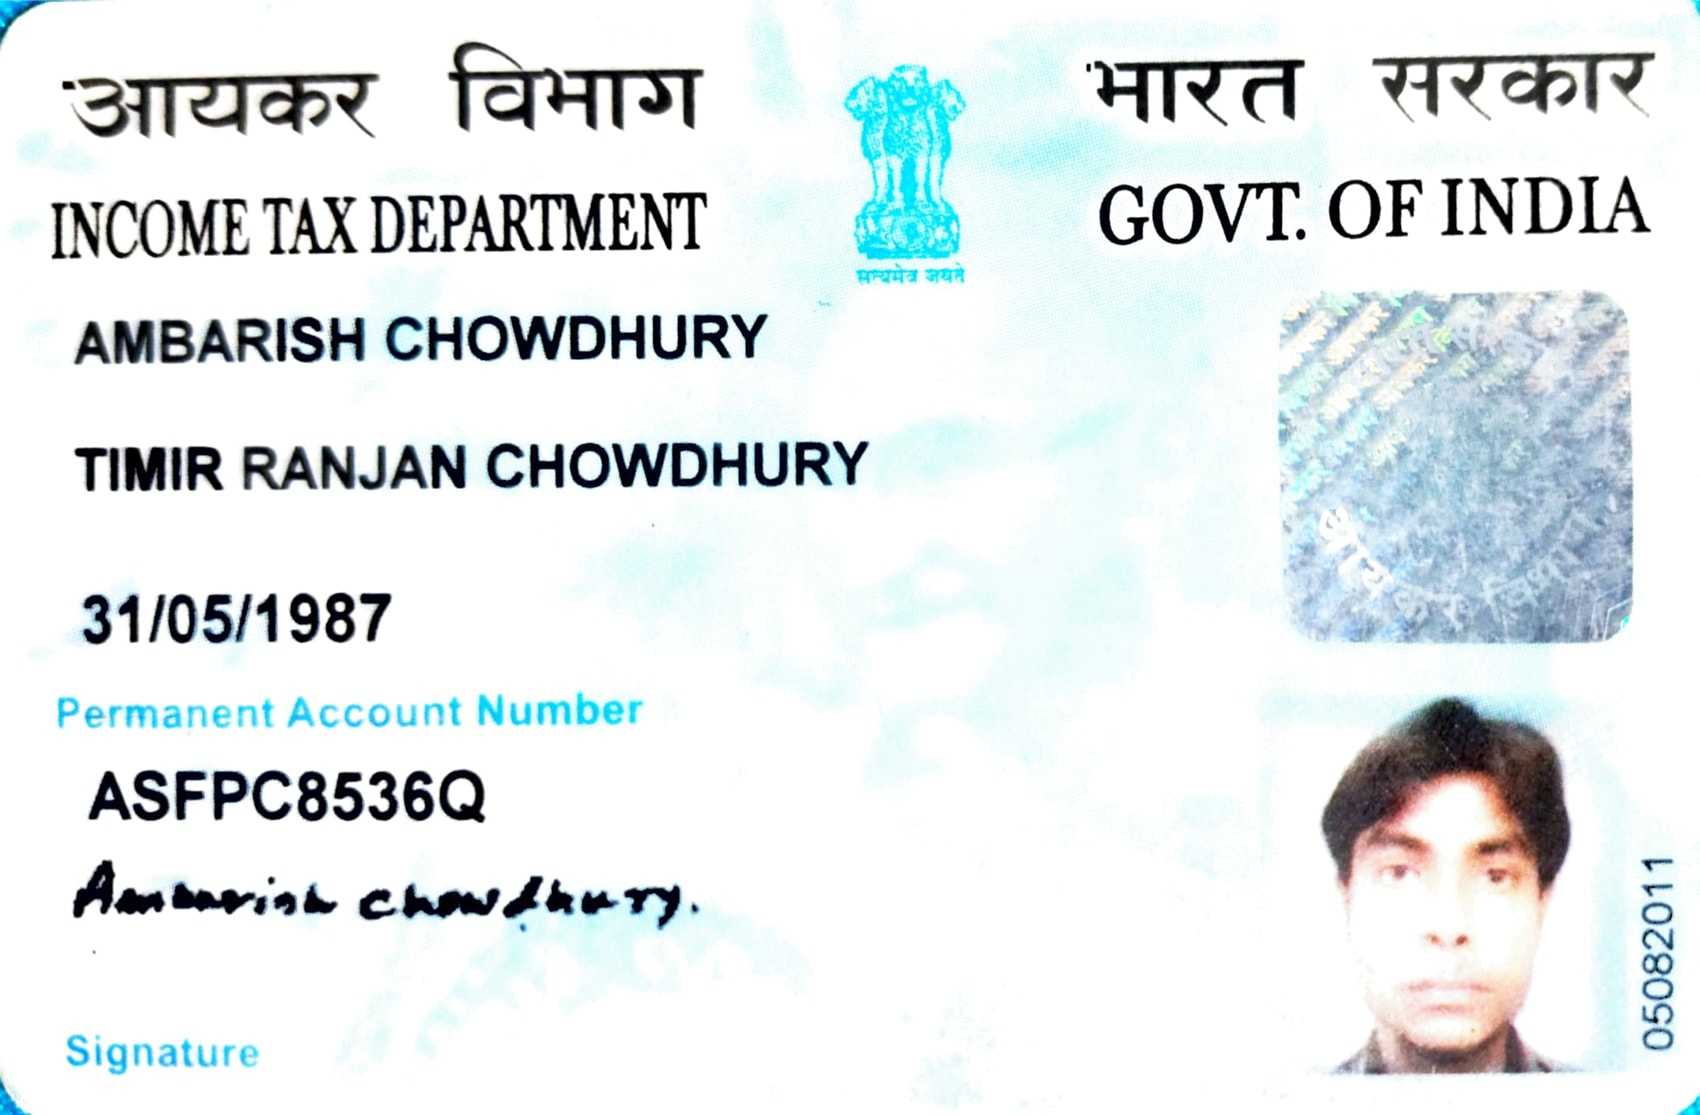 आयकर विभाग
भारत सरकार
INCOME TAX DEPARTMENT
GOVT. OF INDIA
सत्यमेव जयते
AMBARISH CHOWDHURY
TIMIR RANJAN CHOWDHURY
31/05/1987
Permanent Account Number
ASFPC8536Q
Ambarish Chowdhury.
Signature
05082011